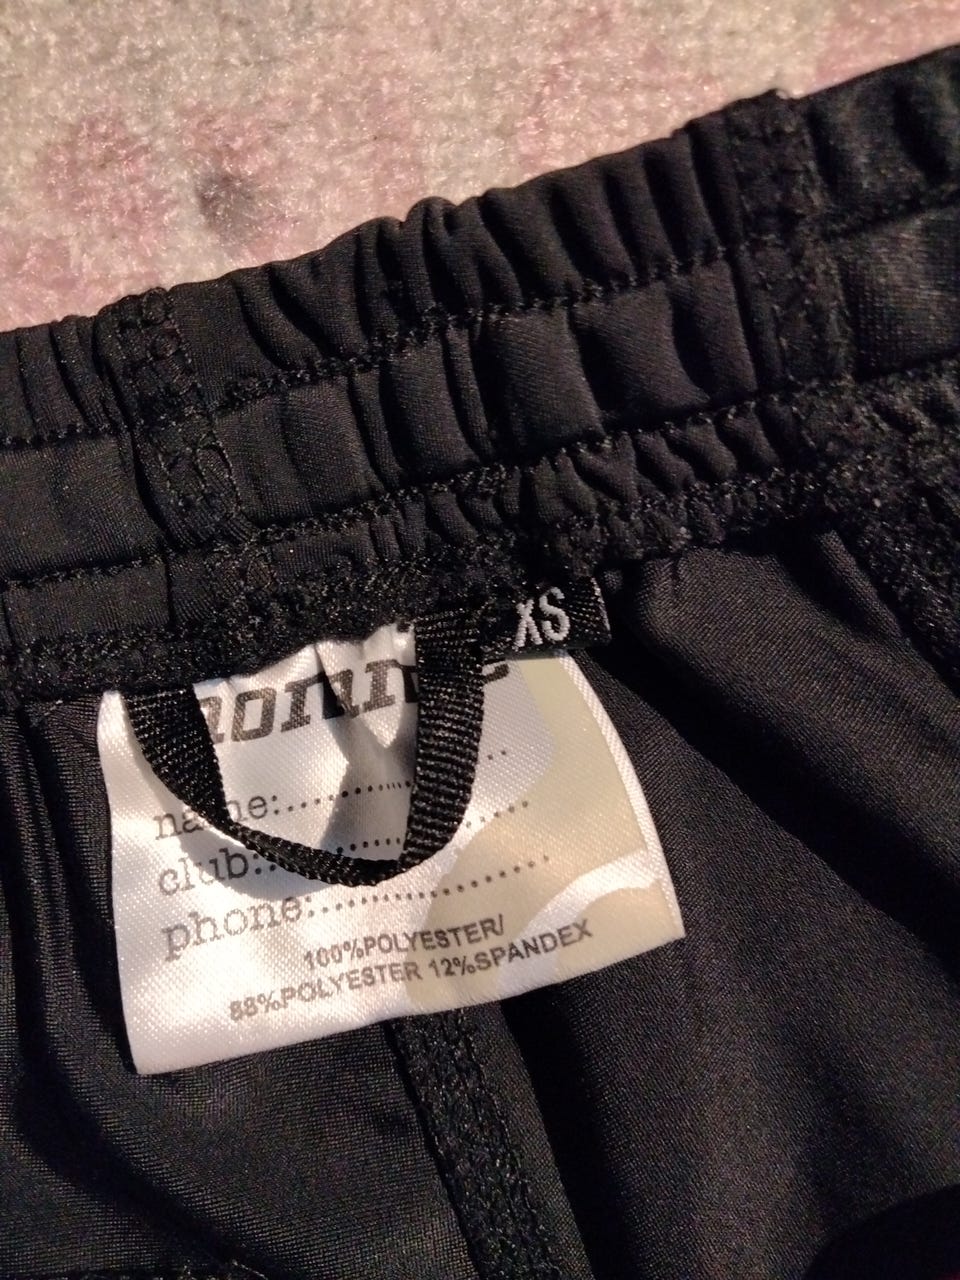 XS
name:....................
club:....................
phone:....................
100%POLYESTER/
88%POLYESTER 12%SPANDEX